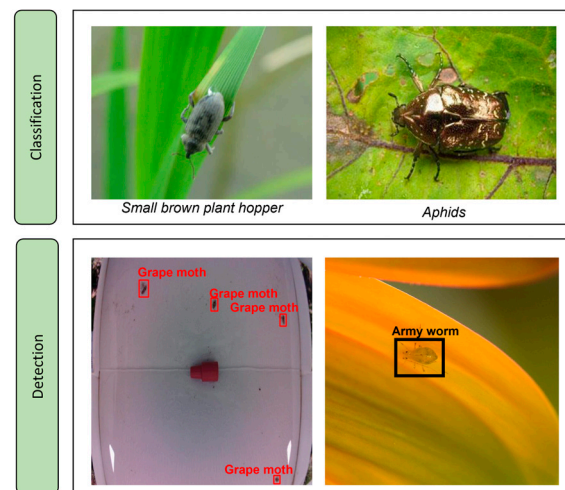 Classification
Small brown plant hopper
Aphids
Detection
Grape moth
Grape moth
Grape moth
Grape moth
Army worm